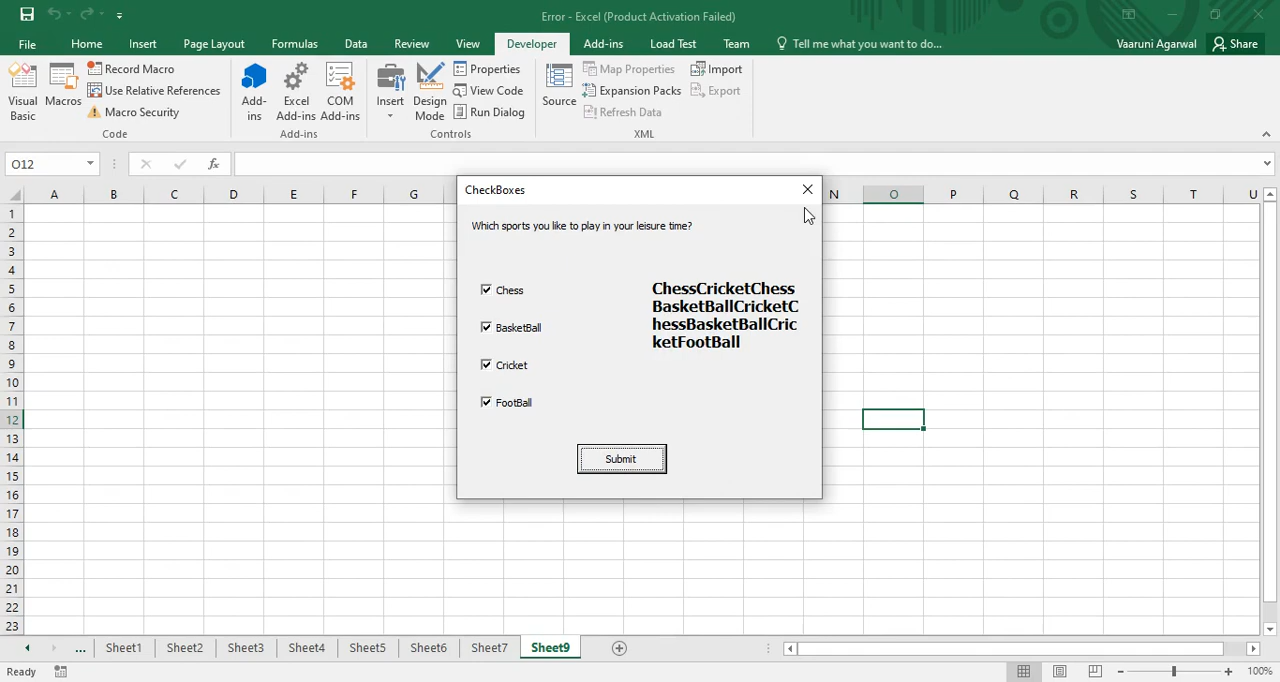 Error - Excel (Product Activation Failed)
File Home Insert Page Layout Formulas Data Review View Developer Add-ins Load Test Team Tell me what you want to do... Vaaruni Agarwal Share
Visual Basic
Macros
Record Macro
Use Relative References
Macro Security
Code
Add-ins
Excel Add-ins
COM Add-ins
Add-ins
Insert
Design Mode
Properties
View Code
Run Dialog
Controls
Source
Map Properties
Expansion Packs
Refresh Data
Import
Export
XML
O12
fx
A B C D E F G N O P Q R S T U
1
2
3
4
5
6
7
8
9
10
11
12
13
14
15
16
17
18
19
20
21
22
23
CheckBoxes
Which sports you like to play in your leisure time?
Chess
BasketBall
Cricket
FootBall
ChessCricketChess
BasketBallCricketC
hessBasketBallCric
ketFootBall
Submit
... Sheet1 Sheet2 Sheet3 Sheet4 Sheet5 Sheet6 Sheet7 Sheet9
Ready
100%